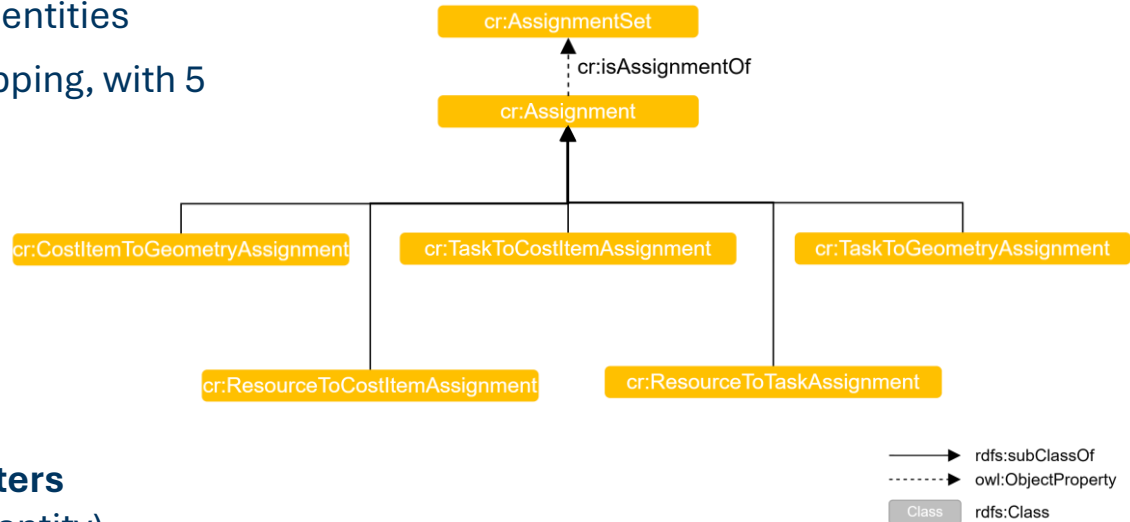 entities
cr:AssignmentSet
cr:isAssignmentOf
pping, with 5
cr:Assignment
cr:CostItemToGeometryAssignment
cr:TaskToCostItemAssignment
cr:TaskToGeometryAssignment
cr:ResourceToCostItemAssignment
cr:ResourceToTaskAssignment
rdfs:subClassOf
ters
owl:ObjectProperty
Class
rdfs:Class
entity)